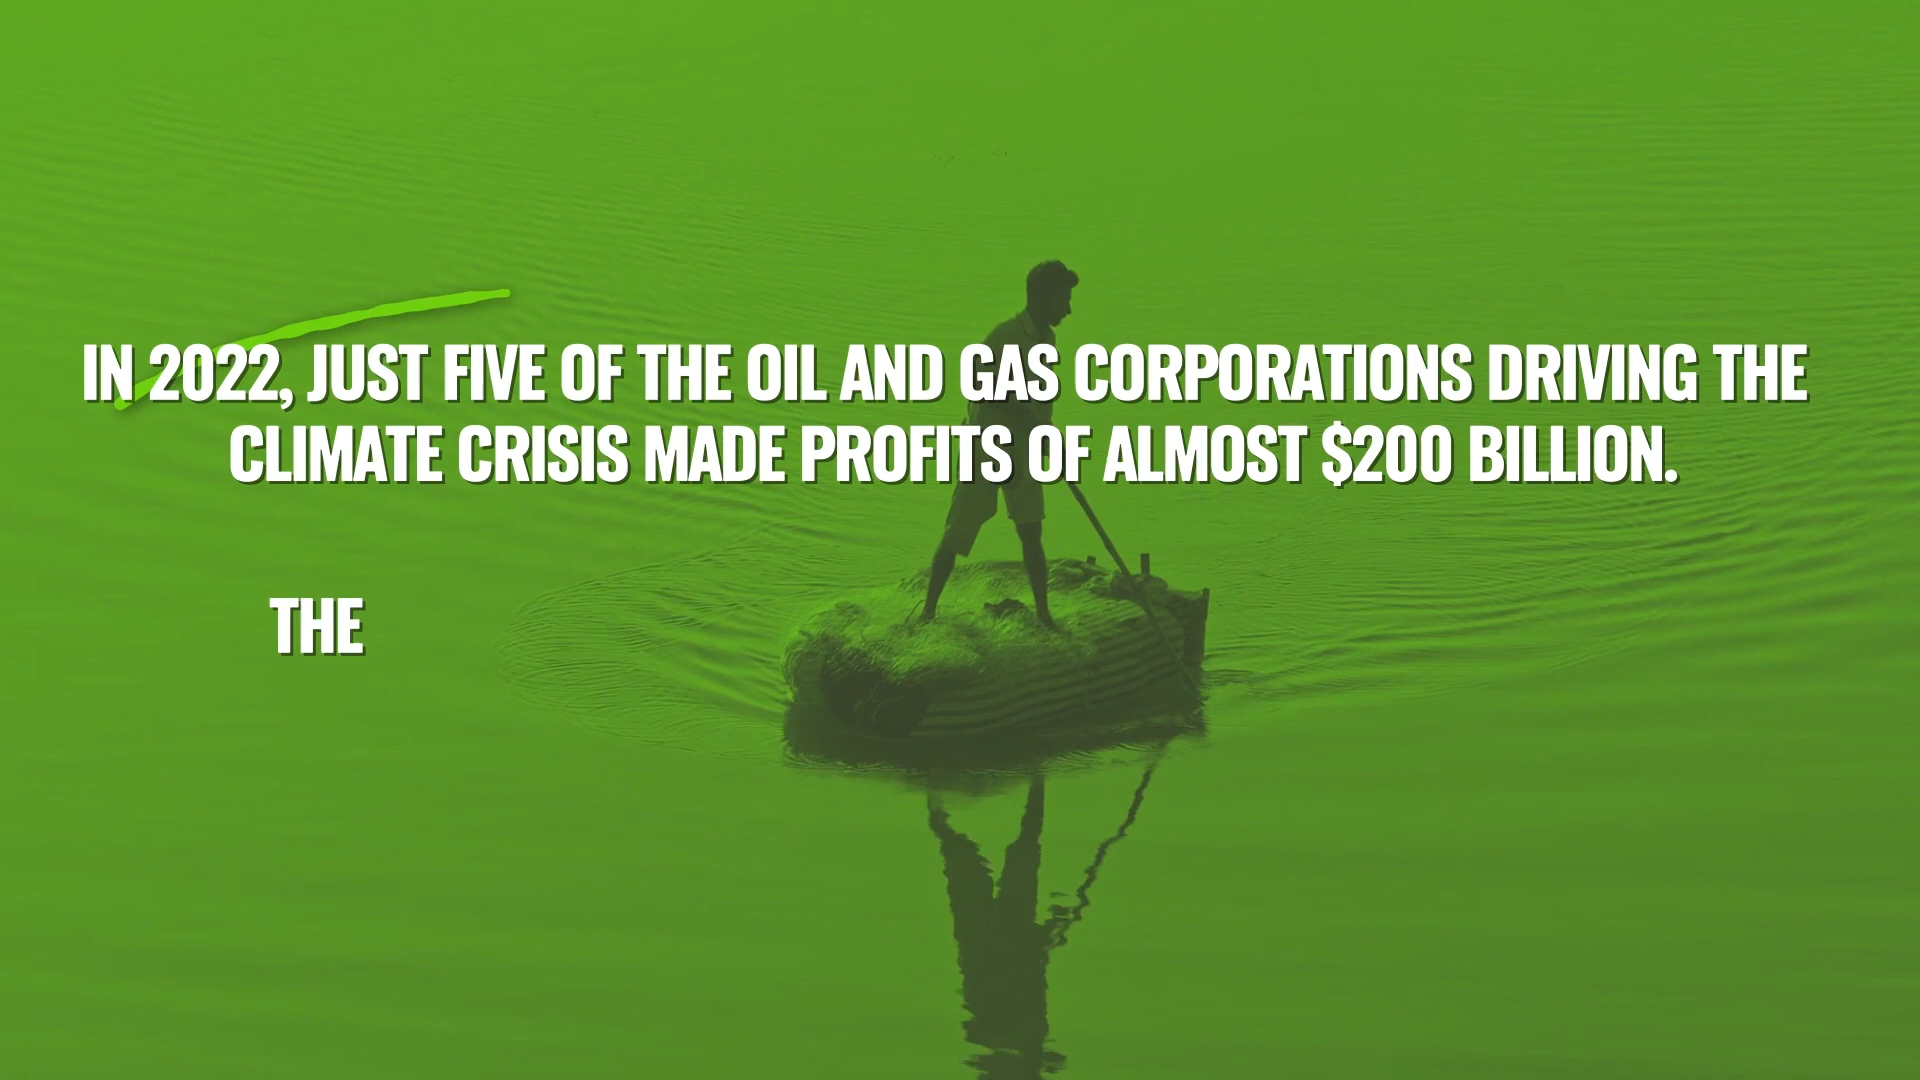 IN 2022, JUST FIVE OF THE OIL AND GAS CORPORATIONS DRIVING THE
CLIMATE CRISIS MADE PROFITS OF ALMOST $200 BILLION.
THE